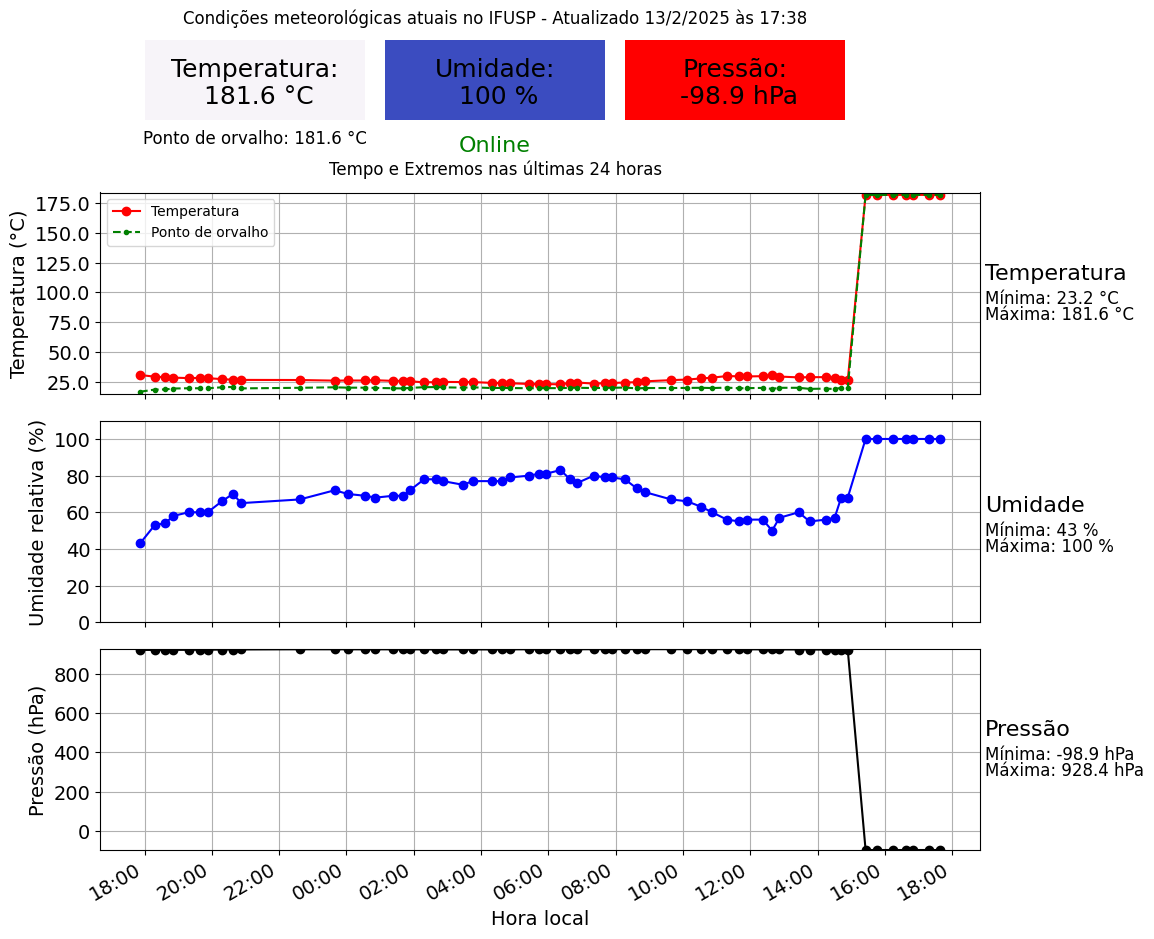 Condições meteorológicas atuais no IFUSP - Atualizado 13/2/2025 às 17:38
Temperatura:
181.6 °C
Umidade:
100 %
Pressão:
-98.9 hPa
Ponto de orvalho: 181.6 °C
Online
Tempo e Extremos nas últimas 24 horas
Temperatura (°C)
175.0
150.0
125.0
100.0
75.0
50.0
25.0
Temperatura
Ponto de orvalho
Temperatura
Mínima: 23.2 °C
Máxima: 181.6 °C
Umidade relativa (%)
100
80
60
40
20
0
Umidade
Mínima: 43 %
Máxima: 100 %
Pressão (hPa)
800
600
400
200
0
Pressão
Mínima: -98.9 hPa
Máxima: 928.4 hPa
18:00 20:00 22:00 00:00 02:00 04:00 06:00 08:00 10:00 12:00 14:00 16:00 18:00
Hora local